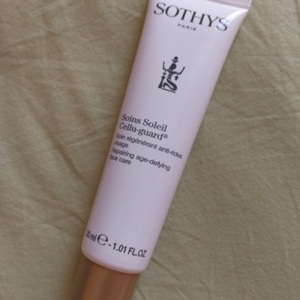 SOTHYS
PARIS
Soins Soleil
Cellu-guard®
Soin régénérant anti-rides
visage
Repairing age-defying
face care
30 ml ℮ - 1.01 FL.OZ